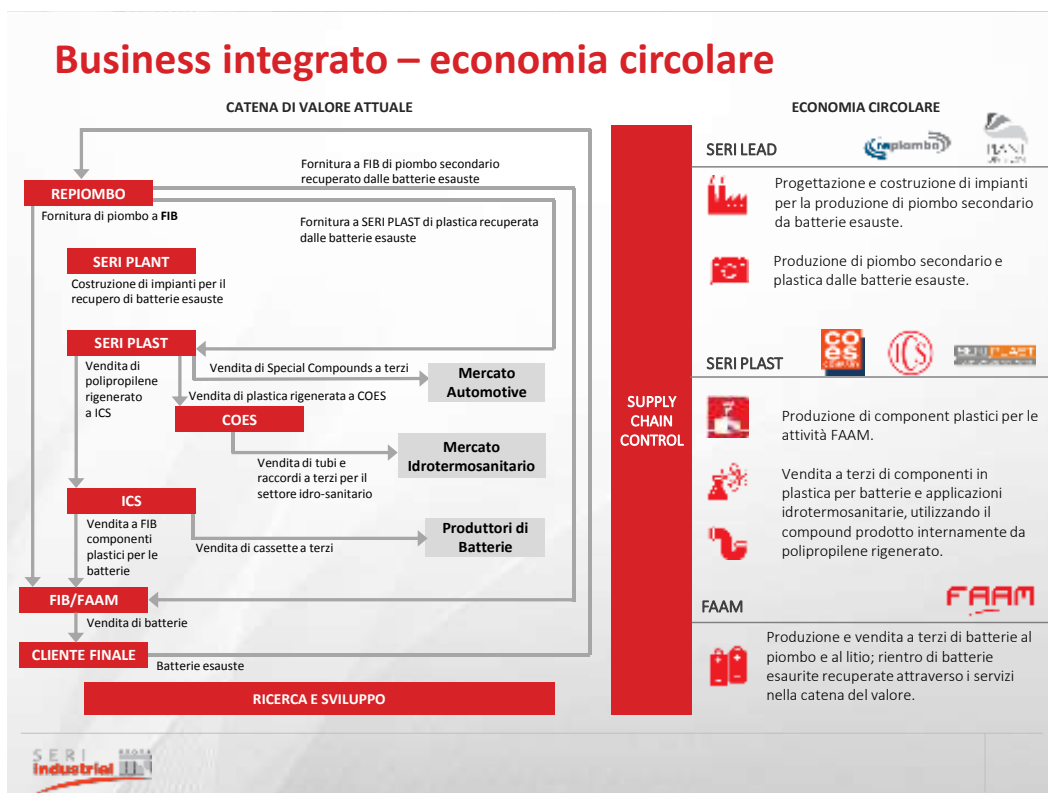 Business integrato – economia circolare
CATENA DI VALORE ATTUALE
REPIOMBO
Fornitura di piombo a FIB
Fornitura a FIB di piombo secondario
recuperato dalle batterie esauste
Fornitura a SERI PLAST di plastica recuperata
dalle batterie esauste
SERI PLANT
Costruzione di impianti per il
recupero di batterie esauste
SERI PLAST
Vendita di
polipropilene
rigenerato
a ICS
Vendita di Special Compounds a terzi
Mercato
Automotive
Vendita di plastica rigenerata a COES
COES
Vendita di tubi e
raccordi a terzi per il
settore idro-sanitario
Mercato
Idrotermosanitario
ICS
Vendita a FIB
componenti
plastici per le
batterie
Vendita di cassette a terzi
Produttori di
Batterie
FIB/FAAM
Vendita di batterie
CLIENTE FINALE
Batterie esauste
RICERCA E SVILUPPO
SUPPLY
CHAIN
CONTROL
ECONOMIA CIRCOLARE
SERI LEAD
repiombo
Progettazione e costruzione di impianti
per la produzione di piombo secondario
da batterie esauste.
Produzione di piombo secondario e
plastica dalle batterie esauste.
SERI PLAST
coes
ICS
SERI PLAST
Produzione di component plastici per le
attività FAAM.
Vendita a terzi di componenti in
plastica per batterie e applicazioni
idrotermosanitarie, utilizzando il
compound prodotto internamente da
polipropilene rigenerato.
FAAM
FAAM
Produzione e vendita a terzi di batterie al
piombo e al litio; rientro di batterie
esaurite recuperate attraverso i servizi
nella catena del valore.
SERI
industrial